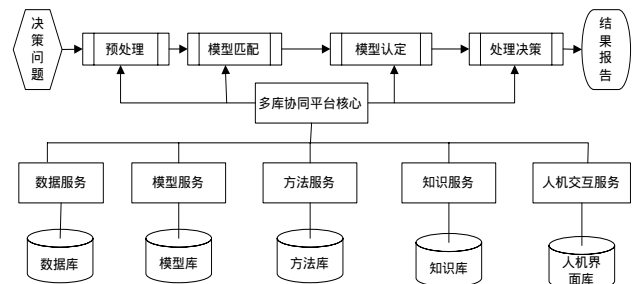 决
策
问
题
预处理
模型匹配
模型认定
处理决策
结
果
报
告
多库协同平台核心
数据服务
模型服务
方法服务
知识服务
人机交互服务
数据库
模型库
方法库
知识库
人机界
面库